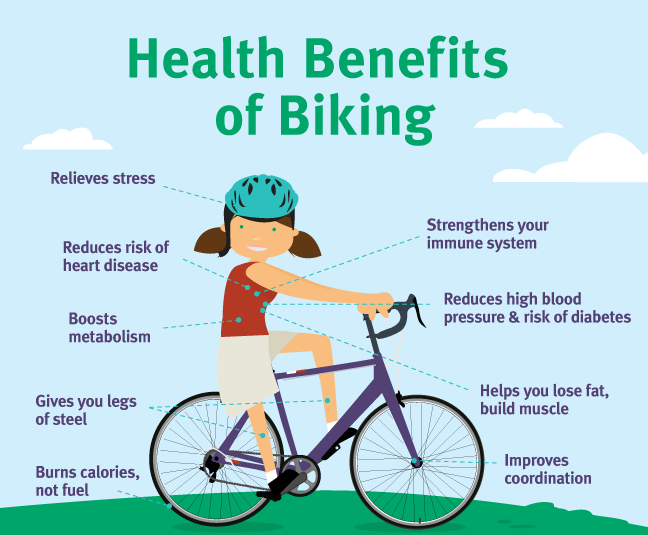 Health Benefits
of Biking
Relieves stress
Strengthens your
immune system
Reduces risk of
heart disease
Reduces high blood
pressure & risk of diabetes
Boosts
metabolism
Helps you lose fat,
build muscle
Gives you legs
of steel
Improves
coordination
Burns calories,
not fuel